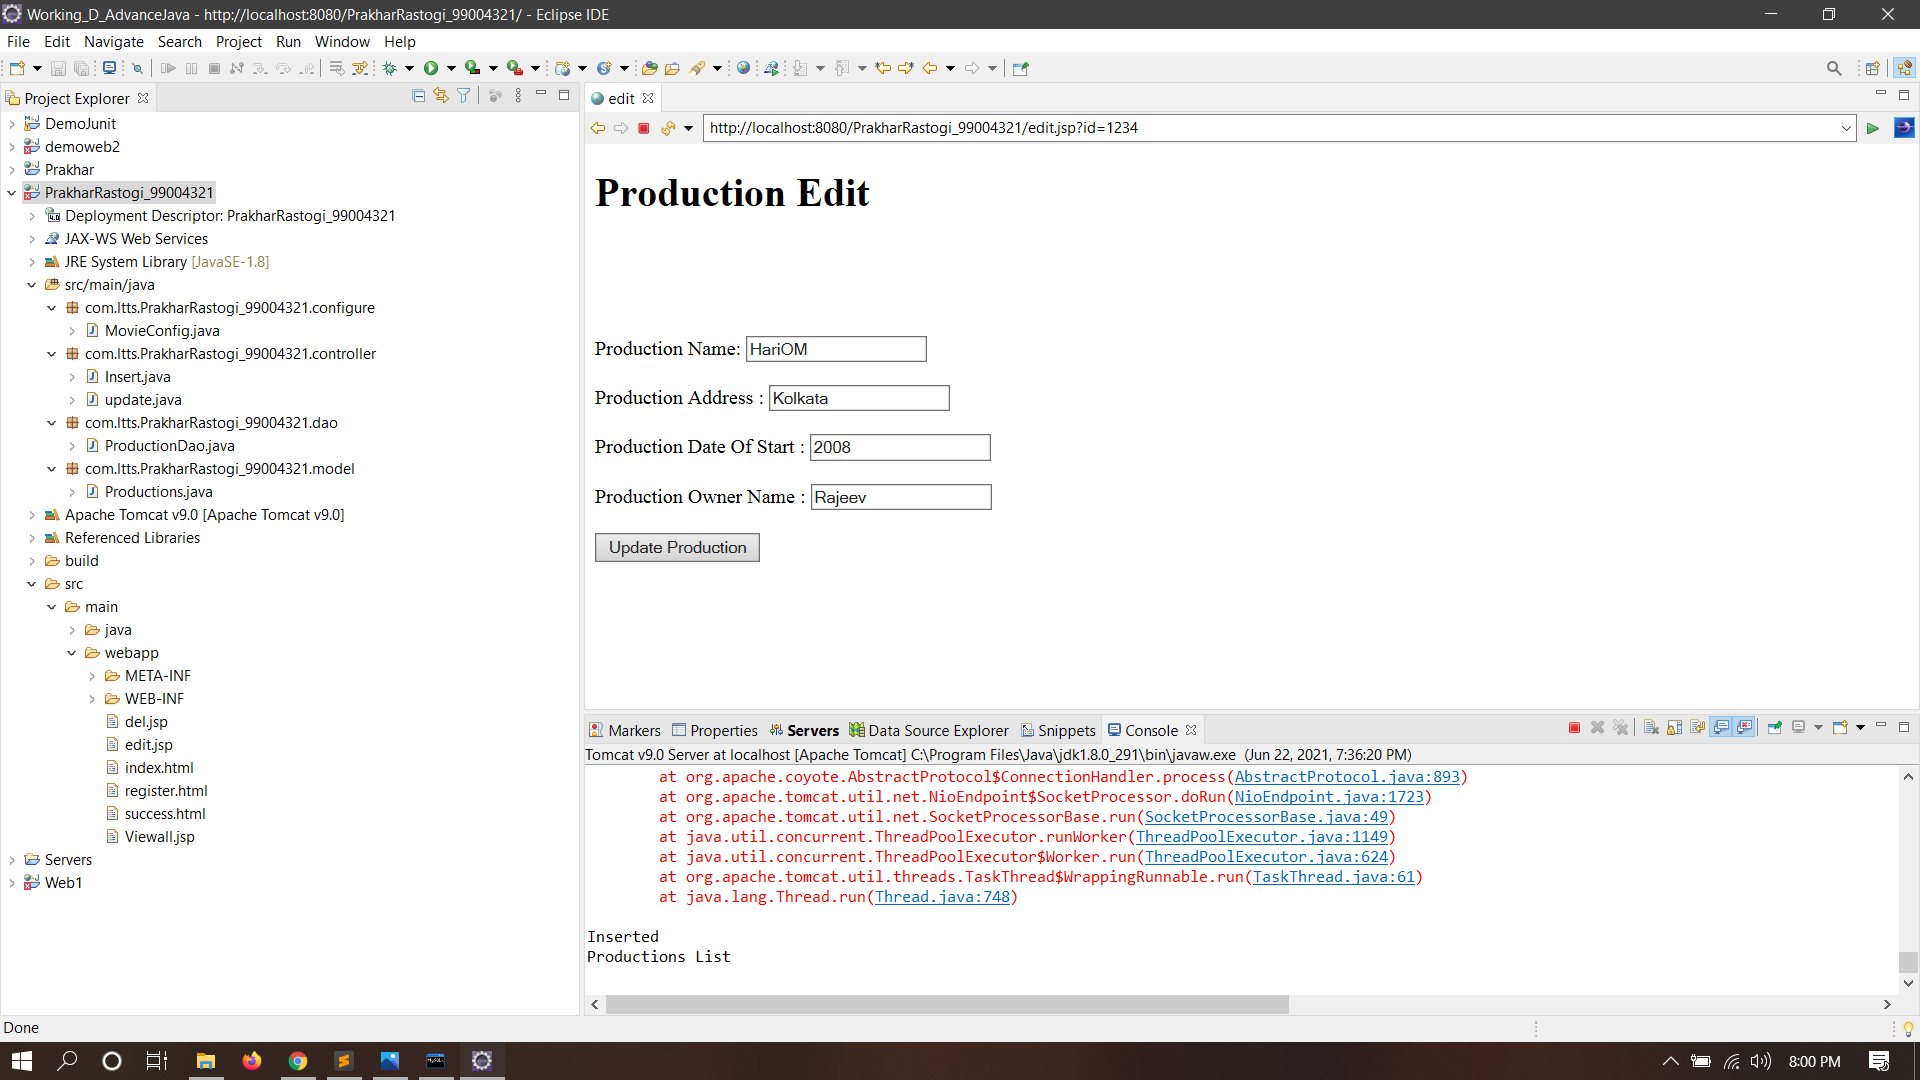 Working_D_AdvanceJava - http://localhost:8080/PrakharRastogi_99004321/ - Eclipse IDE
File Edit Navigate Search Project Run Window Help
Project Explorer
DemoJunit
demoweb2
Prakhar
PrakharRastogi_99004321
Deployment Descriptor: PrakharRastogi_99004321
JAX-WS Web Services
JRE System Library [JavaSE-1.8]
src/main/java
com.ltts.PrakharRastogi_99004321.configure
MovieConfig.java
com.ltts.PrakharRastogi_99004321.controller
Insert.java
update.java
com.ltts.PrakharRastogi_99004321.dao
ProductionDao.java
com.ltts.PrakharRastogi_99004321.model
Productions.java
Apache Tomcat v9.0 [Apache Tomcat v9.0]
Referenced Libraries
build
src
main
java
webapp
META-INF
WEB-INF
del.jsp
edit.jsp
index.html
register.html
success.html
Viewall.jsp
Servers
Web1
edit
http://localhost:8080/PrakharRastogi_99004321/edit.jsp?id=1234
Production Edit
Production Name: HariOM
Production Address : Kolkata
Production Date Of Start : 2008
Production Owner Name : Rajeev
Update Production
Markers Properties Servers Data Source Explorer Snippets Console
Tomcat v9.0 Server at localhost [Apache Tomcat] C:\Program Files\Java\jdk1.8.0_291\bin\javaw.exe (Jun 22, 2021, 7:36:20 PM)
at org.apache.coyote.AbstractProtocol$ConnectionHandler.process(AbstractProtocol.java:893)
at org.apache.tomcat.util.net.NioEndpoint$SocketProcessor.doRun(NioEndpoint.java:1723)
at org.apache.tomcat.util.net.SocketProcessorBase.run(SocketProcessorBase.java:49)
at java.util.concurrent.ThreadPoolExecutor.runWorker(ThreadPoolExecutor.java:1149)
at java.util.concurrent.ThreadPoolExecutor$Worker.run(ThreadPoolExecutor.java:624)
at org.apache.tomcat.util.threads.TaskThread$WrappingRunnable.run(TaskThread.java:61)
at java.lang.Thread.run(Thread.java:748)
Inserted
Productions List
Done
8:00 PM